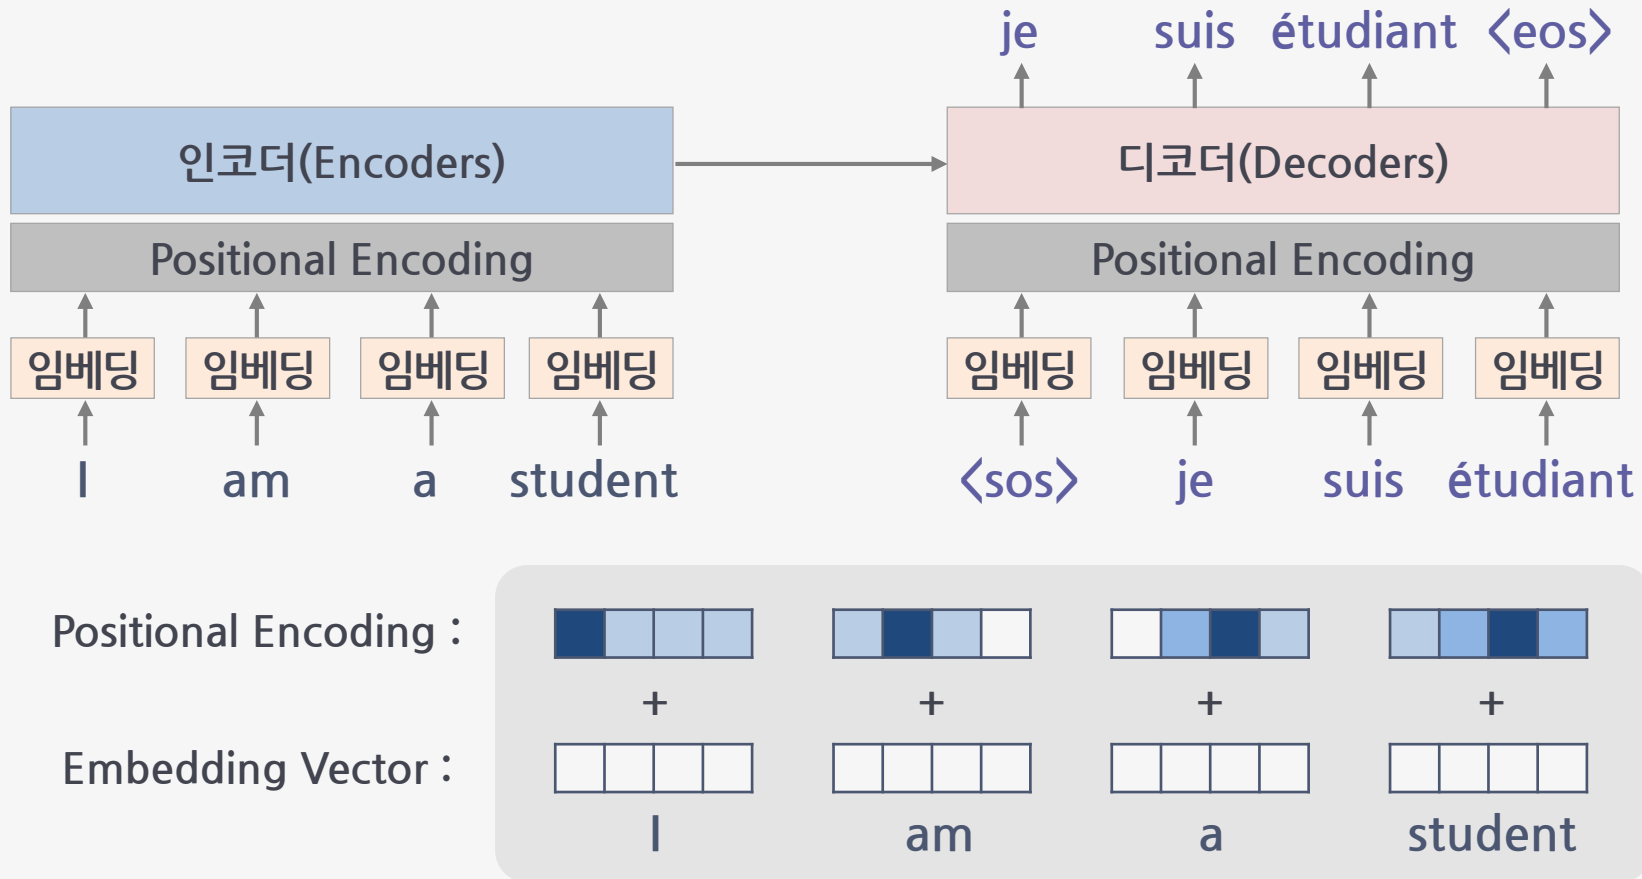 je suis étudiant <eos>
인코더(Encoders) 디코더(Decoders)
Positional Encoding Positional Encoding
임베딩 임베딩 임베딩 임베딩 임베딩 임베딩 임베딩 임베딩
I am a student <sos> je suis étudiant
Positional Encoding :
+ + + +
Embedding Vector :
I am a student